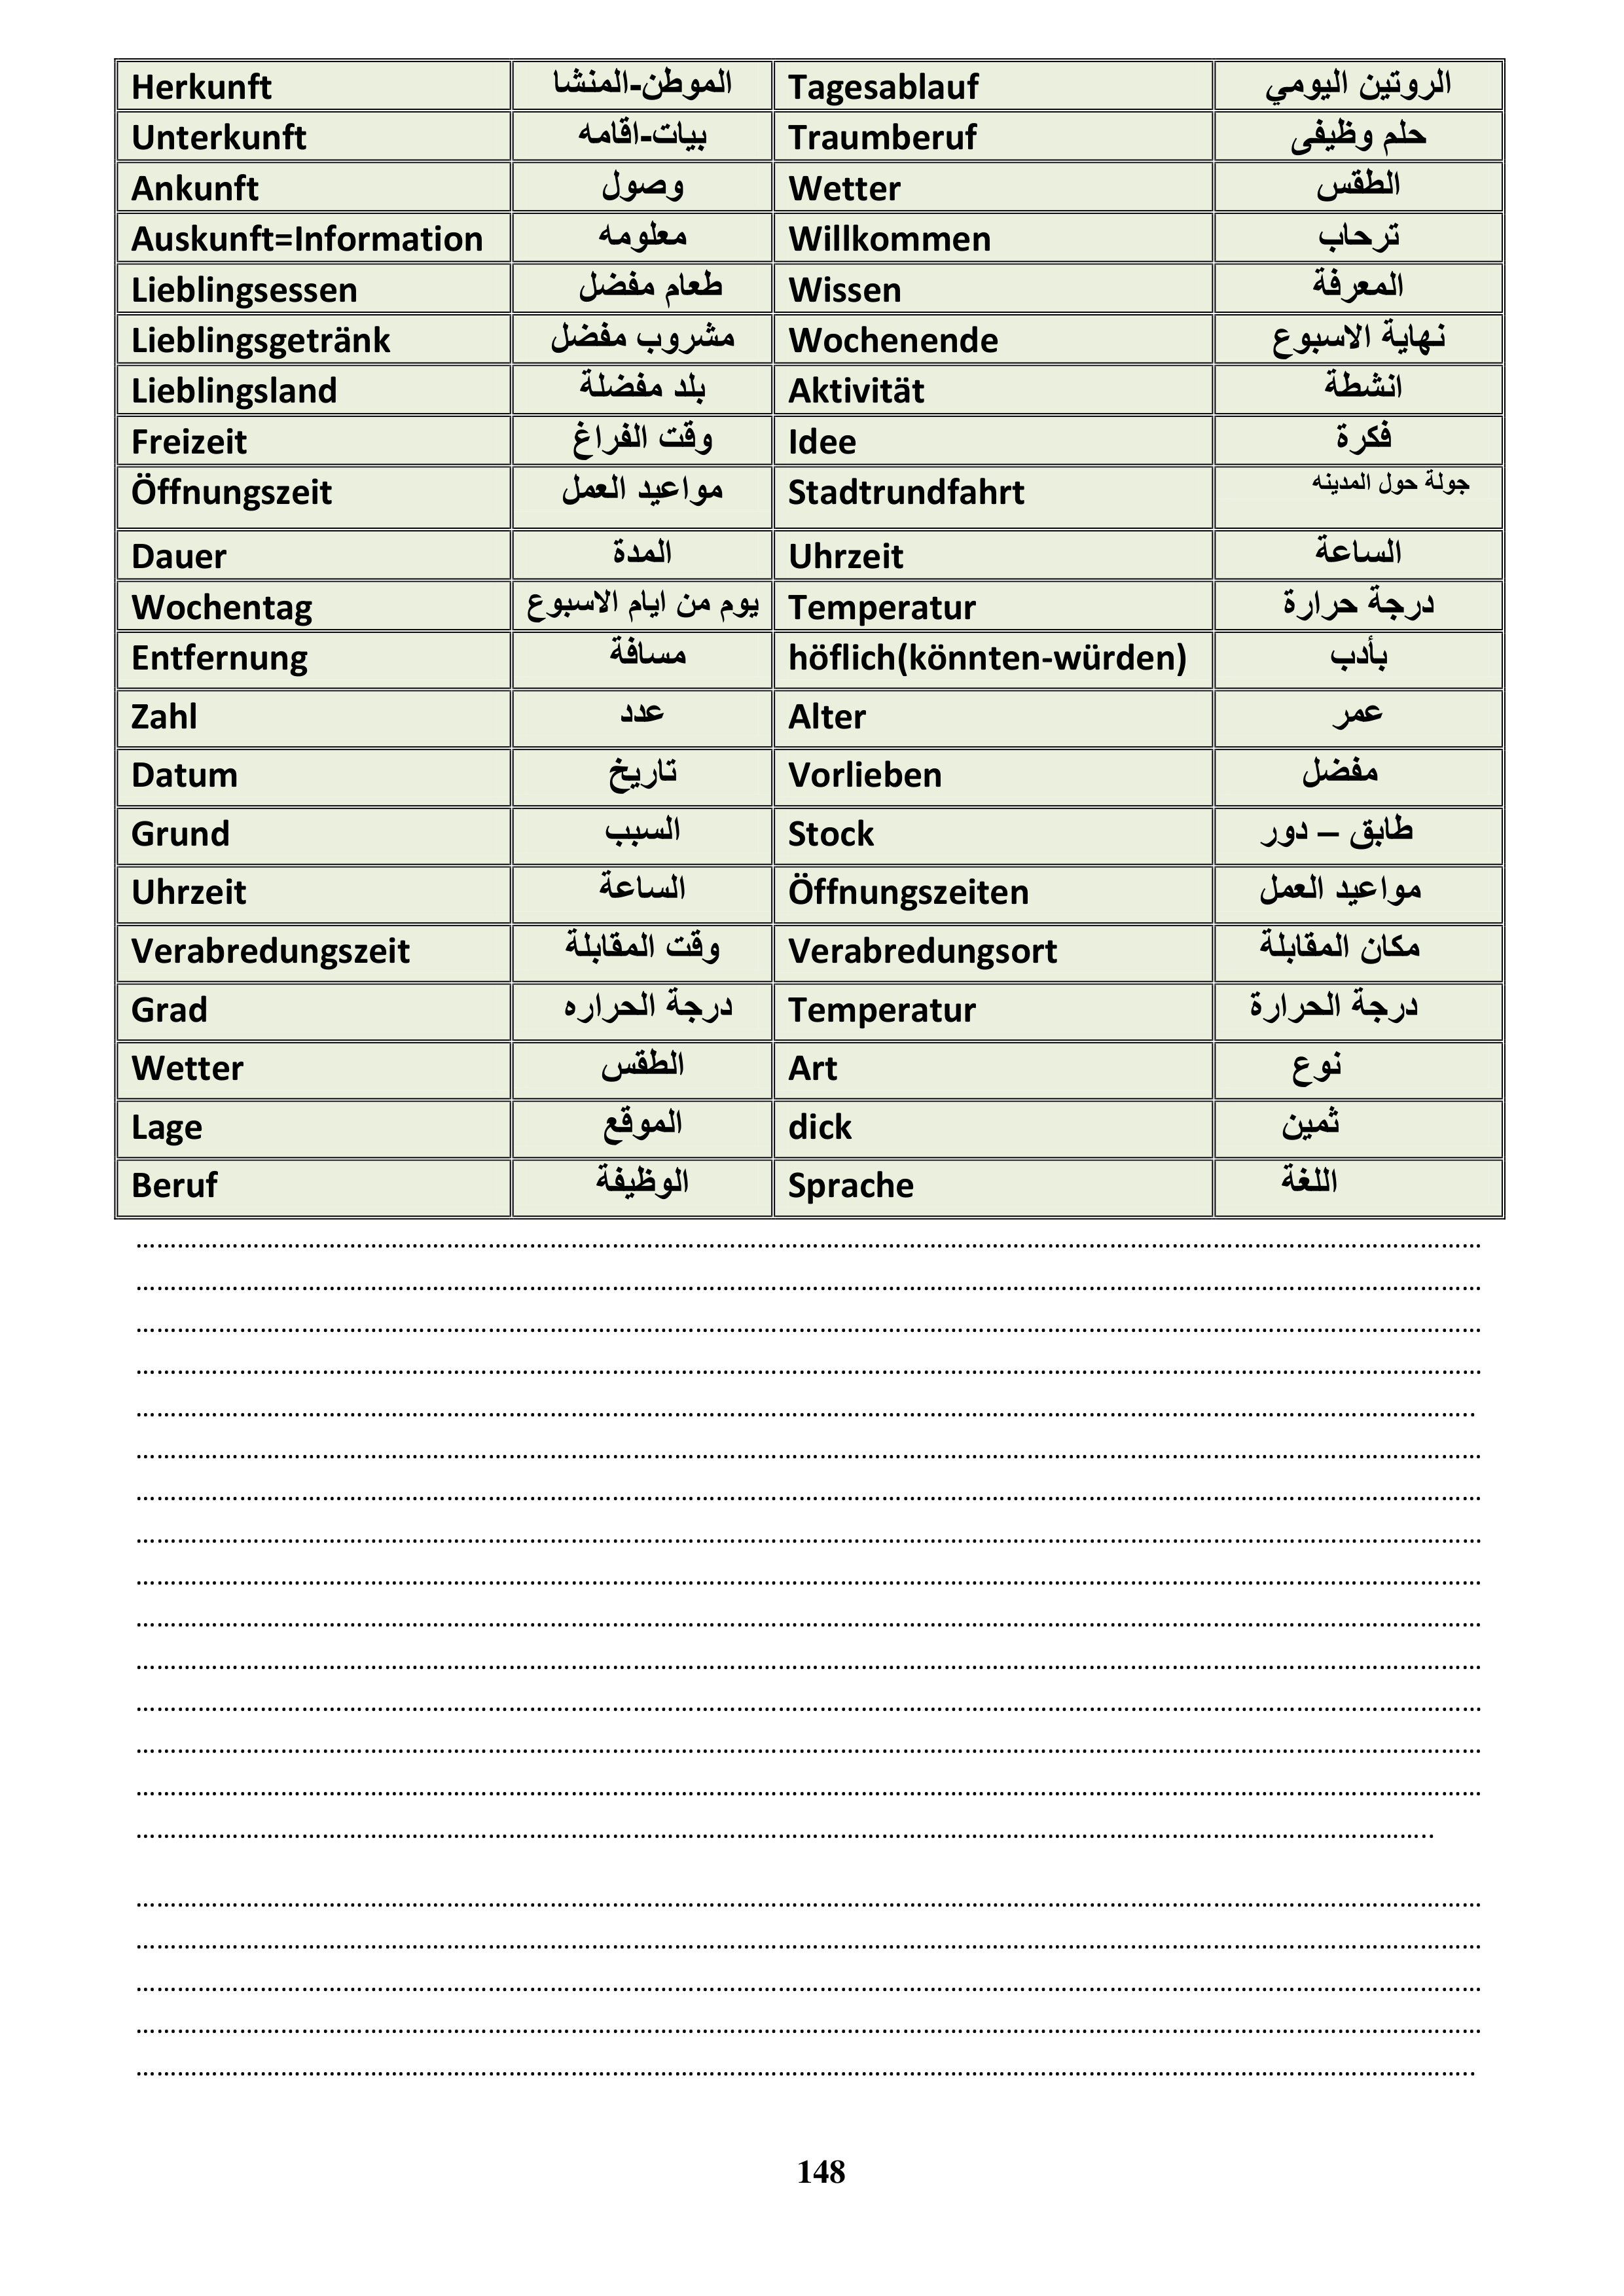 Herkunft الموطن-المنشا Tagesablauf الروتين اليومي
Unterkunft بيات-اقامه Traumberuf حلم وظيفى
Ankunft وصول Wetter الطقس
Auskunft=Information معلومه Willkommen ترحاب
Lieblingsessen طعام مفضل Wissen المعرفة
Lieblingsgetränk مشروب مفضل Wochenende نهاية الاسبوع
Lieblingsland بلد مفضلة Aktivität انشطة
Freizeit وقت الفراغ Idee فكرة
Öffnungszeit مواعيد العمل Stadtrundfahrt جولة حول المدينه
Dauer المدة Uhrzeit الساعة
Wochentag يوم من ايام الاسبوع Temperatur درجة حرارة
Entfernung مسافة höflich(könnten-würden) بأدب
Zahl عدد Alter عمر
Datum تاريخ Vorlieben مفضل
Grund السبب Stock طابق – دور
Uhrzeit الساعة Öffnungszeiten مواعيد العمل
Verabredungszeit وقت المقابلة Verabredungsort مكان المقابلة
Grad درجة الحراره Temperatur درجة الحرارة
Wetter الطقس Art نوع
Lage الموقع dick ثمين
Beruf الوظيفة Sprache اللغة
148